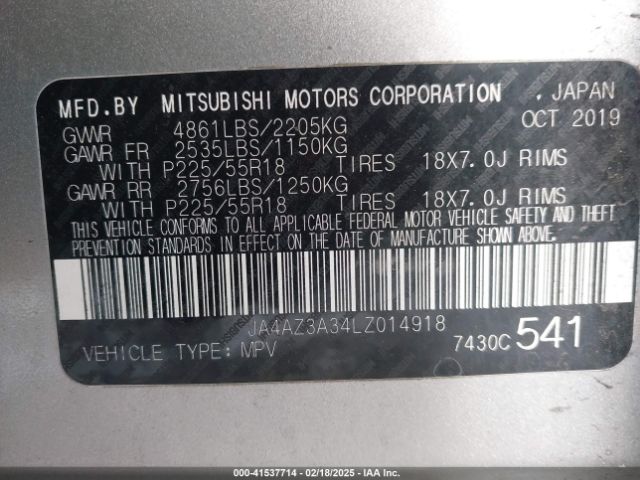 MFD.BY MITSUBISHI MOTORS CORPORATION . JAPAN
GVWR 4861LBS/2205KG OCT 2019
GAWR FR 2535LBS/1150KG
WITH P225/55R18 TIRES 18X7.0J RIMS
GAWR RR 2756LBS/1250KG
WITH P225/55R18 TIRES 18X7.0J RIMS
THIS VEHICLE CONFORMS TO ALL APPLICABLE FEDERAL MOTOR VEHICLE SAFETY AND THEFT
PREVENTION STANDARDS IN EFFECT ON THE DATE OF MANUFACTURE SHOWN ABOVE.
JA4AZ3A34LZ014918
VEHICLE TYPE: MPV 7430C 541
000-41537714 - 02/18/2025 - IAA Inc.